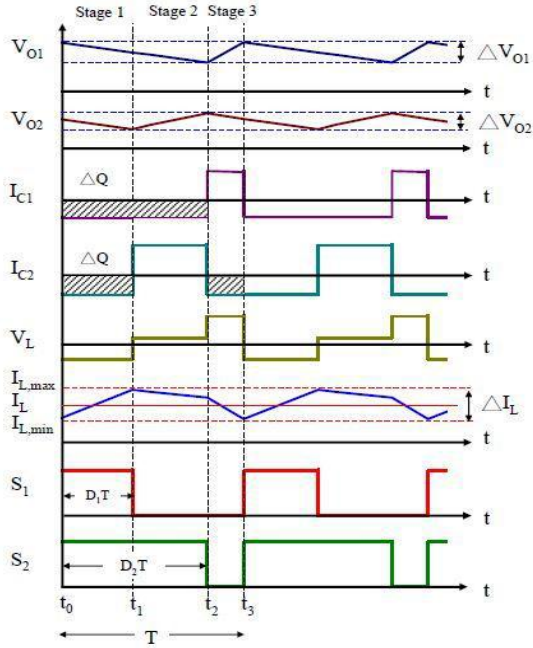 Stage 1 Stage 2 Stage 3
V_O1
△V_O1
t
V_O2
△V_O2
t
I_C1
△Q
t
I_C2
△Q
t
V_L
t
I_L,max
I_L
I_L,min
△I_L
t
S_1
D_1T
t
S_2
D_2T
t
t_0 t_1 t_2 t_3
T